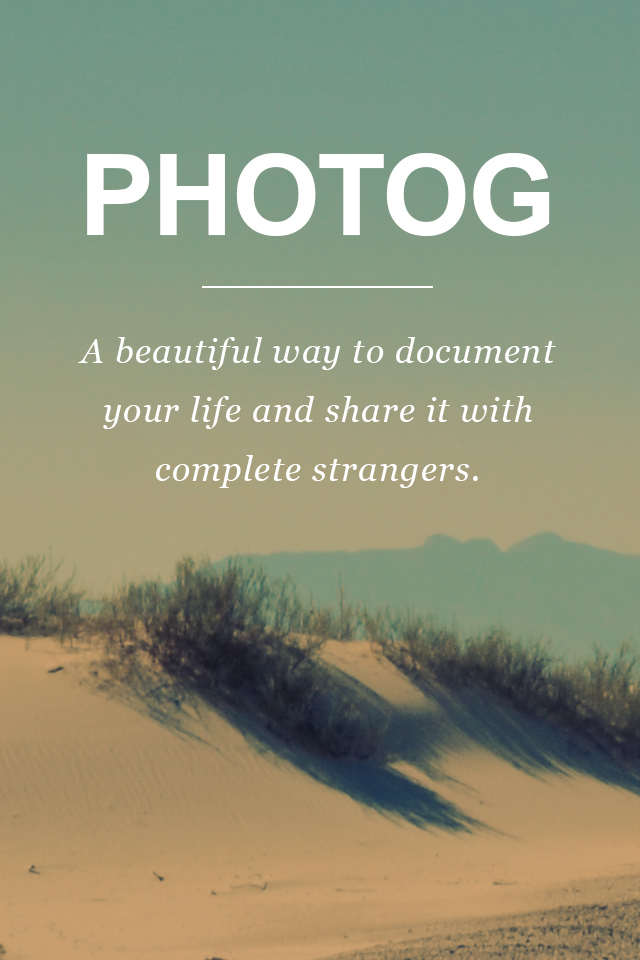 PHOTOG
A beautiful way to document
your life and share it with
complete strangers.